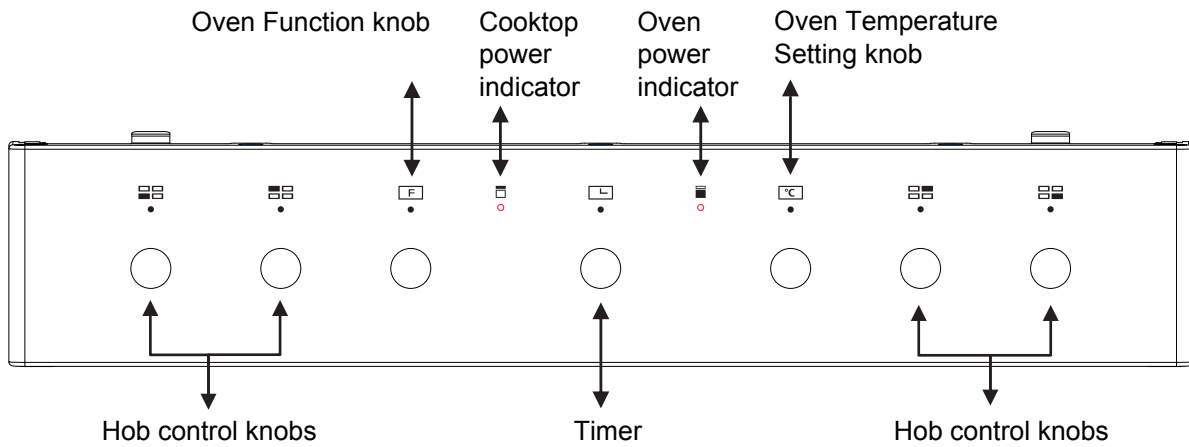 Oven Function knob
Cooktop
power
indicator
Oven
power
indicator
Oven Temperature
Setting knob
F
°C
Hob control knobs
Timer
Hob control knobs